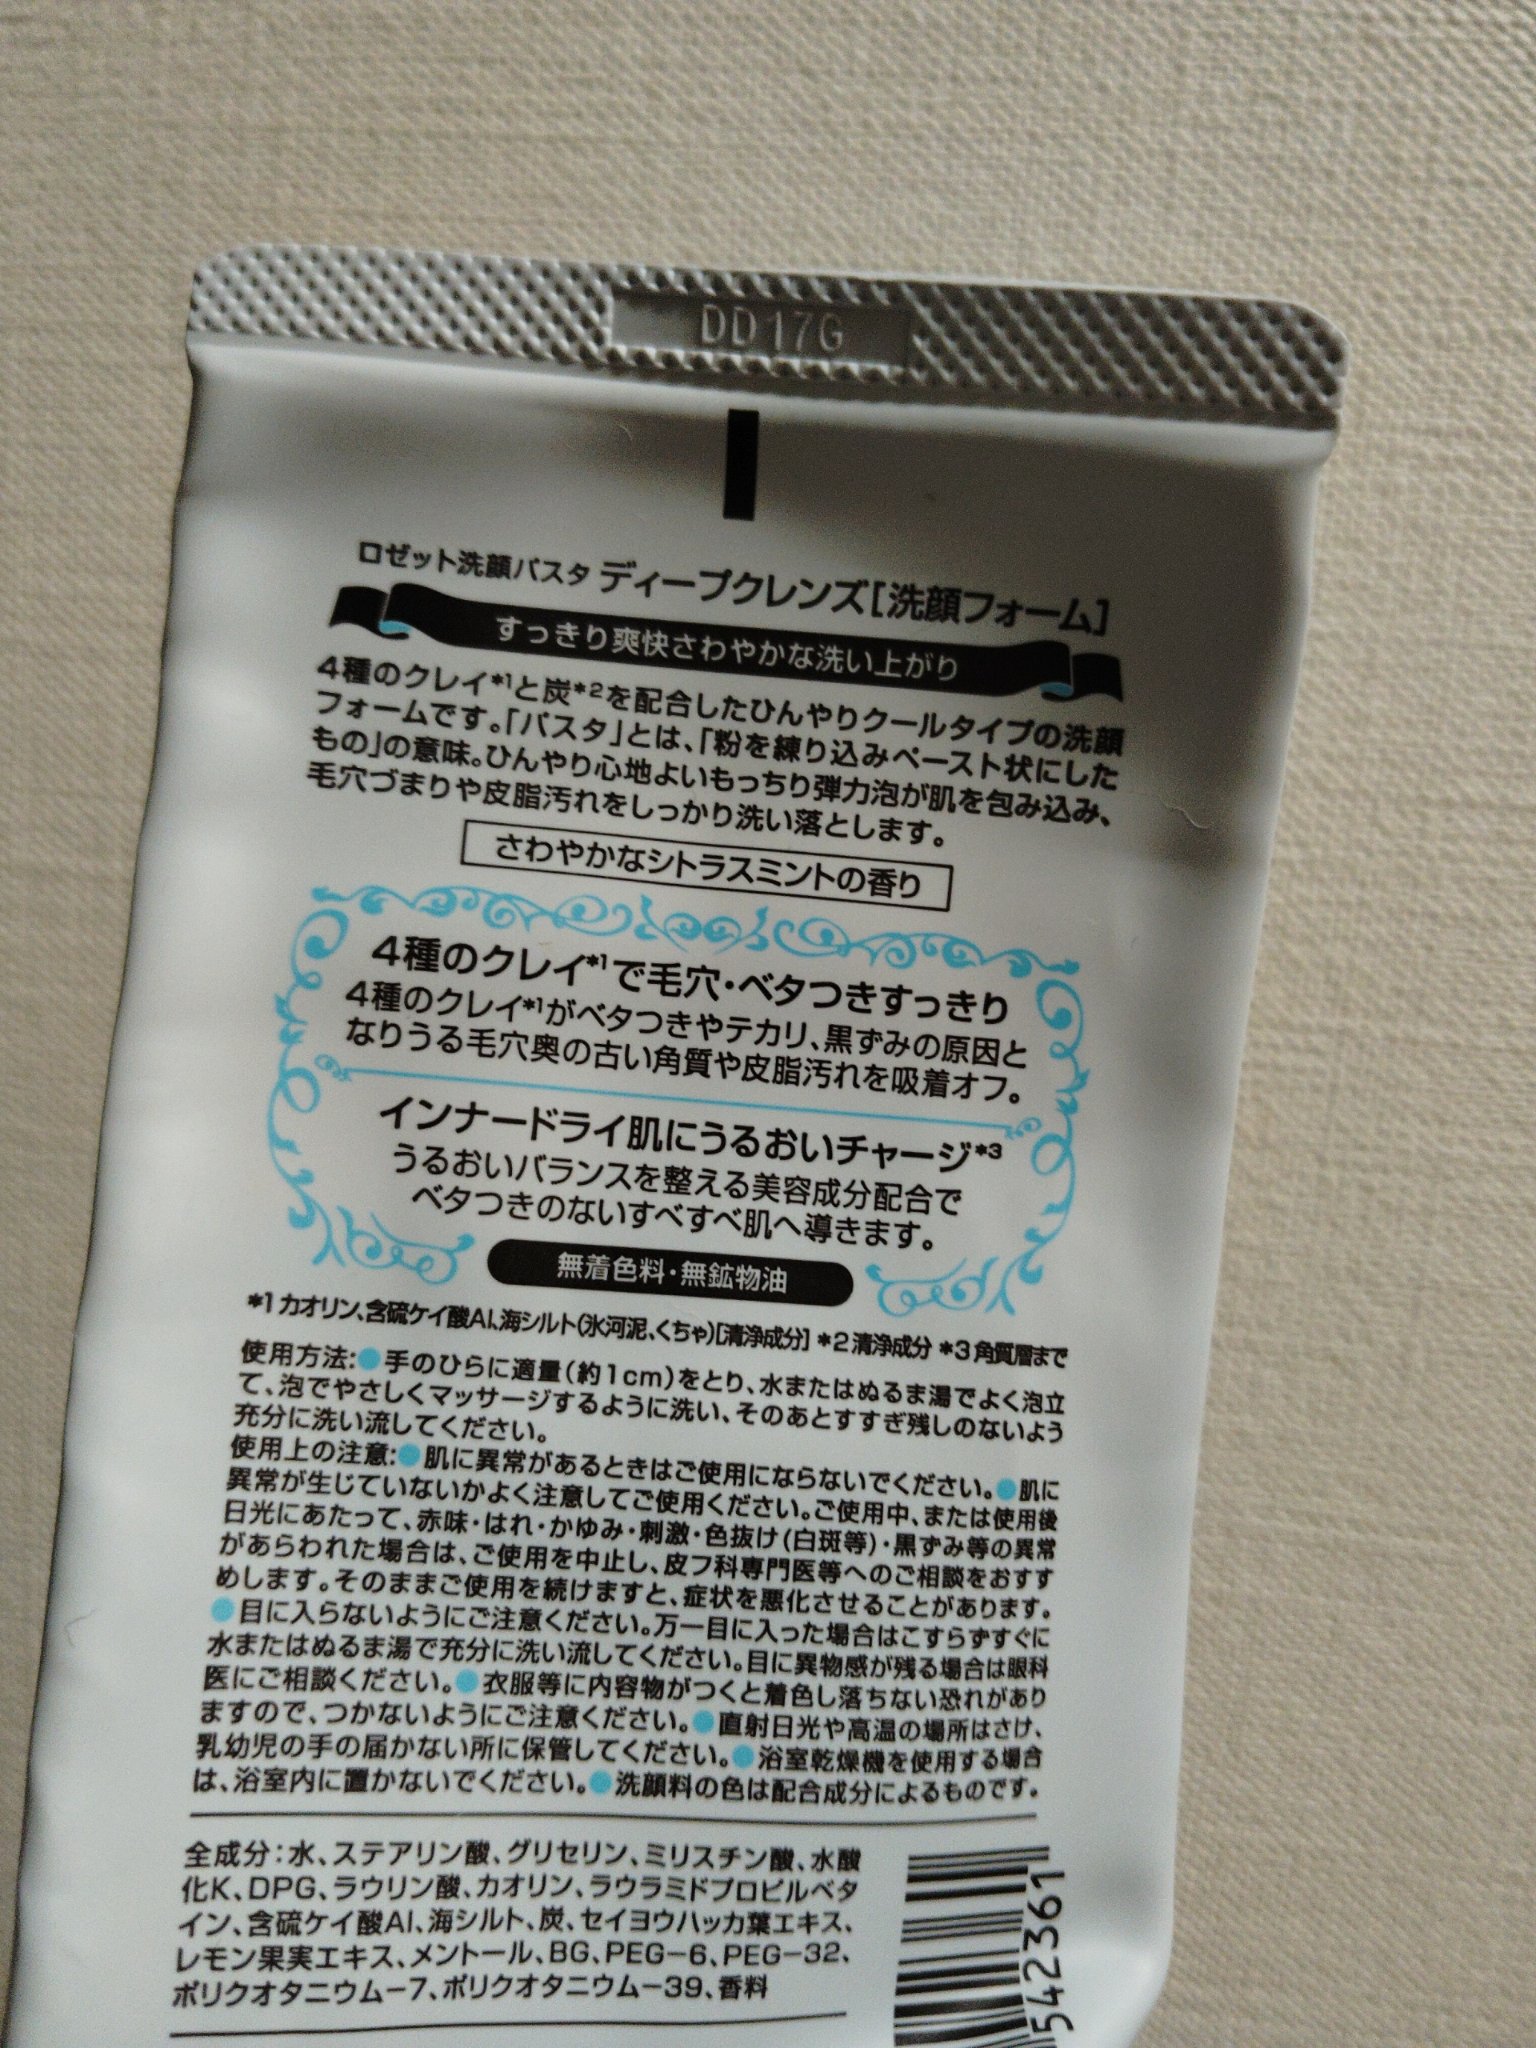 DD17G
ロゼット洗顔パスタ ディープクレンズ[洗顔フォーム]
すっきり爽快さわやかな洗い上がり
4種のクレイ*1と炭*2を配合したひんやりクールタイプの洗顔
フォームです。「パスタ」とは、「粉を練り込みペースト状にした
もの」の意味。ひんやり心地よいもっちり弾力泡が肌を包み込み、
毛穴づまりや皮脂汚れをしっかり洗い落とします。
さわやかなシトラスミントの香り
4種のクレイ*1で毛穴・ベタつきすっきり
4種のクレイ*1がベタつきやテカリ、黒ずみの原因と
なりうる毛穴奥の古い角質や皮脂汚れを吸着オフ。
インナードライ肌にうるおいチャージ*3
うるおいバランスを整える美容成分配合で
ベタつきのないすべすべ肌へ導きます。
無着色料・無鉱物油
*1 カオリン、含硫ケイ酸Al、海シルト(氷河泥、くちゃ)[清浄成分] *2 清浄成分 *3 角質層まで
使用方法:●手のひらに適量(約1cm)をとり、水またはぬるま湯でよく泡立
て、泡でやさしくマッサージするように洗い、そのあとすすぎ残しのないよう
充分に洗い流してください。
使用上の注意:●肌に異常があるときはご使用にならないでください。●肌に
異常が生じていないかよく注意してご使用ください。ご使用中、または使用後
日光にあたって、赤味・はれ・かゆみ・刺激・色抜け(白斑等)・黒ずみ等の異常
があらわれた場合は、ご使用を中止し、皮フ科専門医等へのご相談をおすす
めします。そのままご使用を続けますと、症状を悪化させることがあります。
●目に入らないようにご注意ください。万一目に入った場合はこすらずすぐに
水またはぬるま湯で充分に洗い流してください。目に異物感が残る場合は眼科
医にご相談ください。●衣服等に内容物がつくと着色し落ちない恐れがあり
ますので、つかないようにご注意ください。●直射日光や高温の場所はさけ、
乳幼児の手の届かない所に保管してください。●浴室乾燥機を使用する場合
は、浴室内に置かないでください。●洗顔料の色は配合成分によるものです。
全成分:水、ステアリン酸、グリセリン、ミリスチン酸、水酸
化K、DPG、ラウリン酸、カオリン、ラウラミドプロピルベタ
イン、含硫ケイ酸Al、海シルト、炭、セイヨウハッカ葉エキス、
レモン果実エキス、メントール、BG、PEG-6、PEG-32、
ポリクオタニウム-7、ポリクオタニウム-39、香料
542361